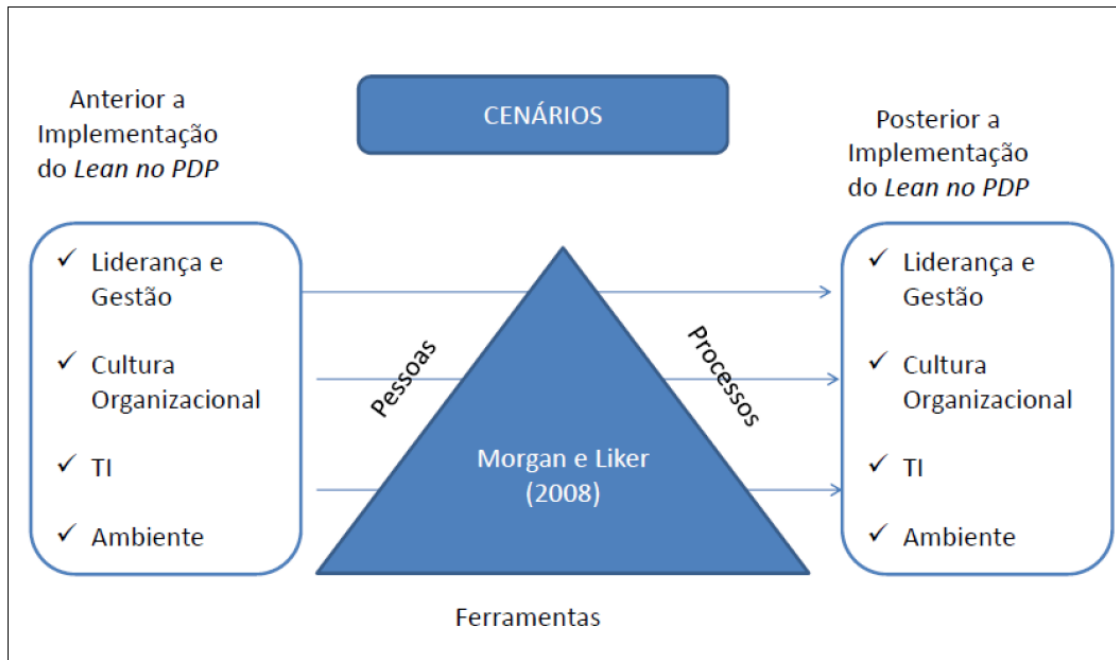 CENÁRIOS
Anterior a
Implementação
do Lean no PDP
✓ Liderança e
Gestão
✓ Cultura
Organizacional
✓ TI
✓ Ambiente
Pessoas
Processos
Morgan e Liker
(2008)
Ferramentas
Posterior a
Implementação
do Lean no PDP
✓ Liderança e
Gestão
✓ Cultura
Organizacional
✓ TI
✓ Ambiente